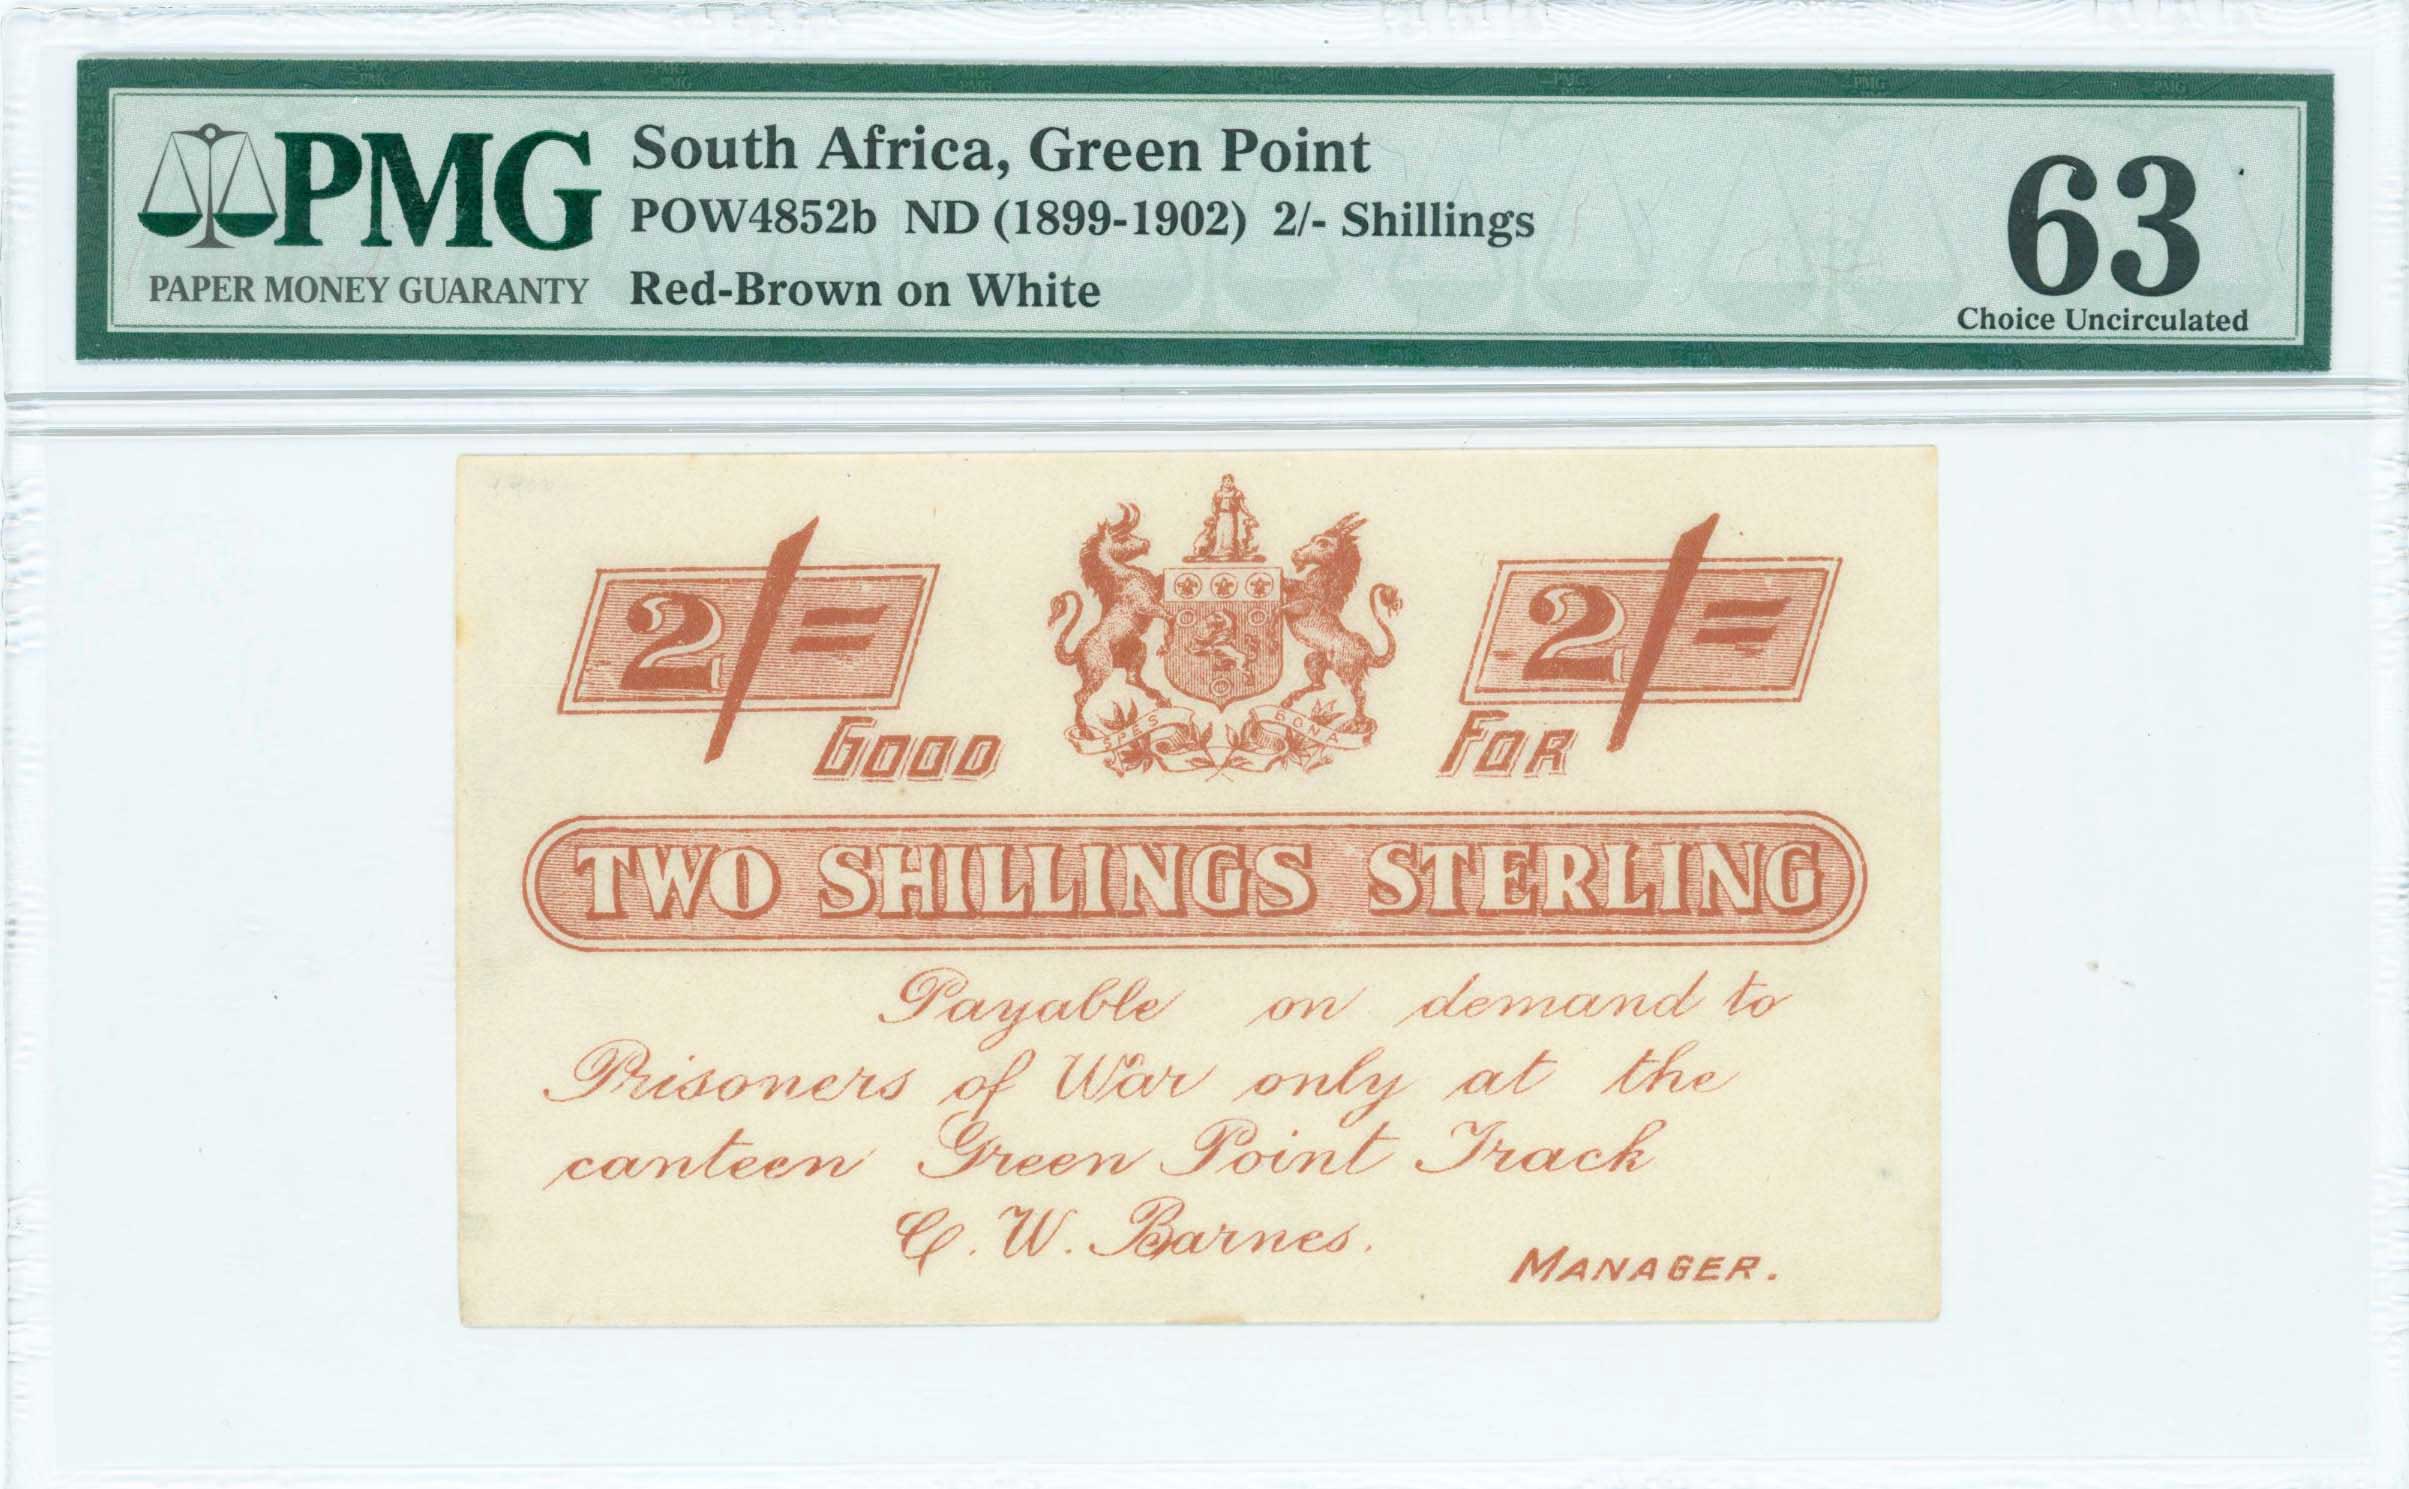 PMG
PAPER MONEY GUARANTY
South Africa, Green Point
POW4852b ND (1899-1902) 2/- Shillings
Red-Brown on White
63
Choice Uncirculated
2/= 2/=
SPES BONA
GOOD FOR
TWO SHILLINGS STERLING
Payable on demand to
Prisoners of War only at the
canteen Green Point Track
C. W. Barnes.
MANAGER.